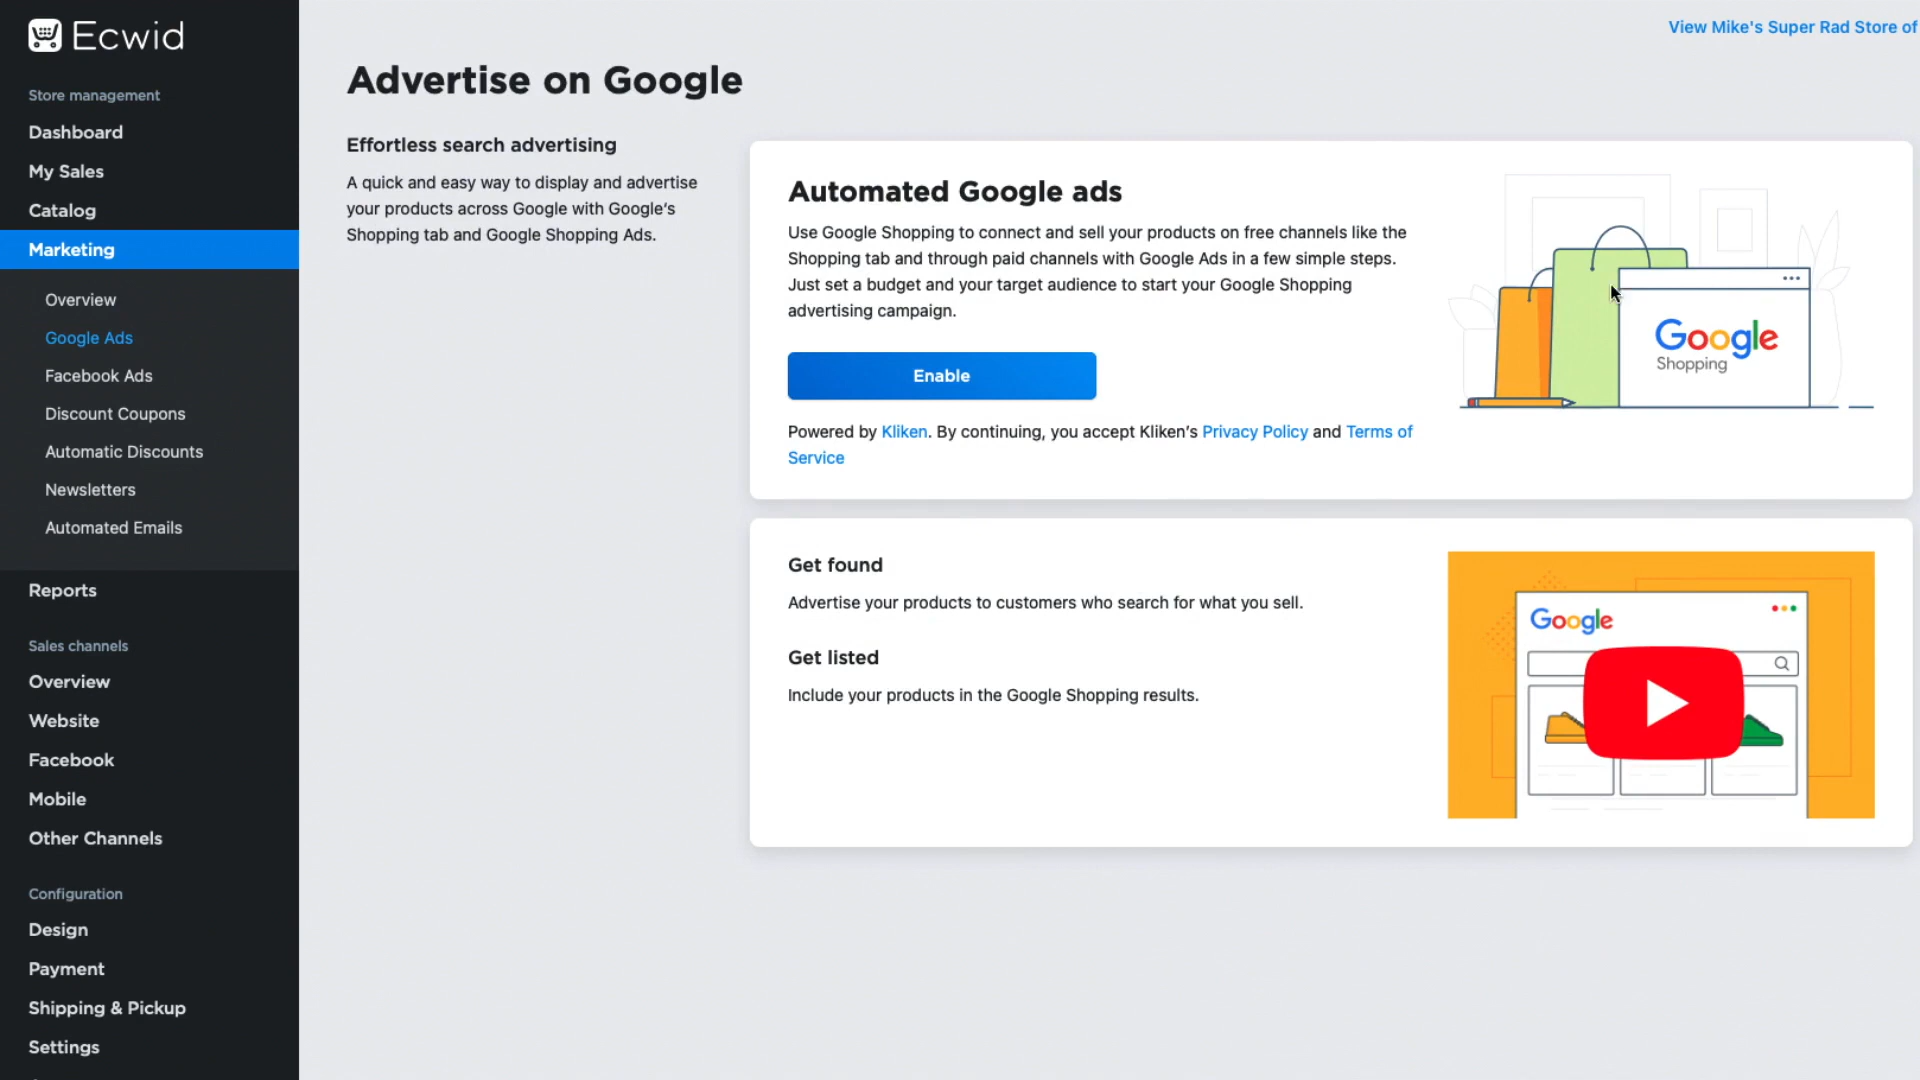 Ecwid
Store management
Dashboard
My Sales
Catalog
Marketing
Overview
Google Ads
Facebook Ads
Discount Coupons
Automatic Discounts
Newsletters
Automated Emails
Reports
Sales channels
Overview
Website
Facebook
Mobile
Other Channels
Configuration
Design
Payment
Shipping & Pickup
Settings
View Mike's Super Rad Store of
Advertise on Google
Effortless search advertising
A quick and easy way to display and advertise
your products across Google with Google's
Shopping tab and Google Shopping Ads.
Automated Google ads
Use Google Shopping to connect and sell your products on free channels like the
Shopping tab and through paid channels with Google Ads in a few simple steps.
Just set a budget and your target audience to start your Google Shopping
advertising campaign.
Enable
Powered by Kliken. By continuing, you accept Kliken's Privacy Policy and Terms of
Service
Google
Shopping
Get found
Advertise your products to customers who search for what you sell.
Get listed
Include your products in the Google Shopping results.
Google